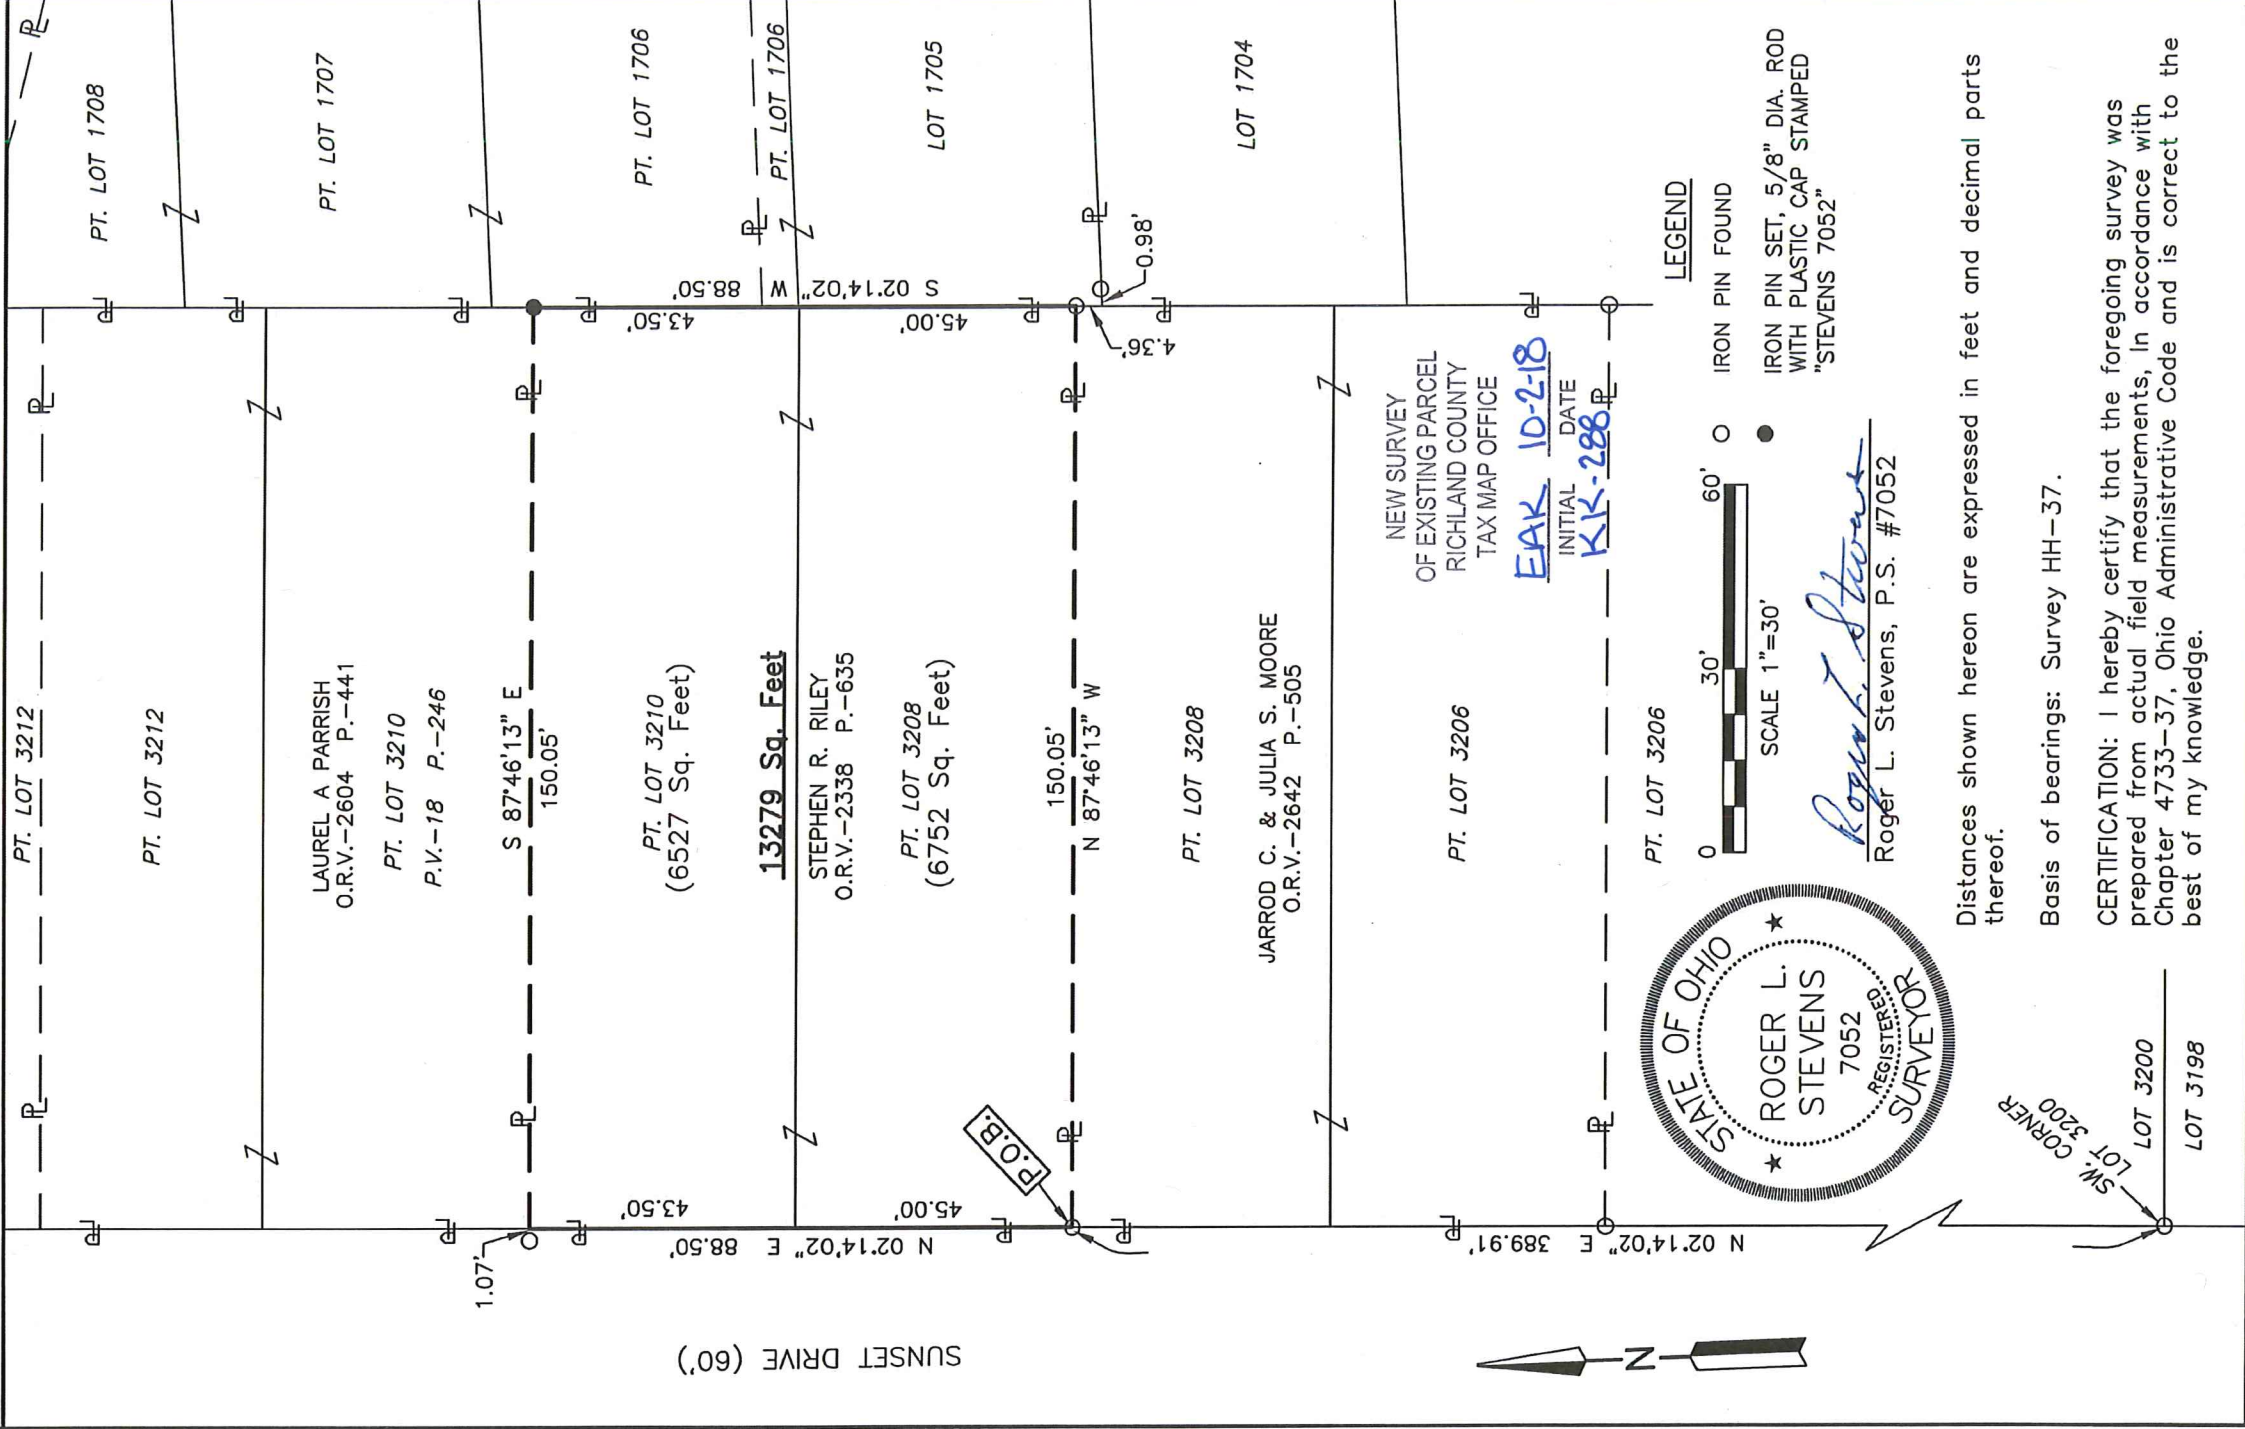 PT. LOT 3212
PT. LOT 3212
LAUREL A PARRISH
O.R.V.-2604 P.-441
PT. LOT 3210
P.V.-18 P.-246
S 87°46'13" E
150.05'
PT. LOT 3210
(6527 Sq. Feet)
13279 Sq. Feet
STEPHEN R. RILEY
O.R.V.-2338 P.-635
PT. LOT 3208
(6752 Sq. Feet)
150.05'
N 87°46'13" W
PT. LOT 3208
JARROD C. & JULIA S. MOORE
O.R.V.-2642 P.-505
PT. LOT 3206
PT. LOT 3206
PT. LOT 1708
PT. LOT 1707
PT. LOT 1706
PT. LOT 1706
LOT 1705
LOT 1704
S 02°14'02" W 88.50'
43.50'
45.00'
4.36'
0.98'
1.07'
43.50'
45.00'
N 02°14'02" E 88.50'
P.O.B.
N 02°14'02" E 389.91'
SUNSET DRIVE (60')
N
SW. CORNER
LOT 3200
LOT 3200
LOT 3198
NEW SURVEY
OF EXISTING PARCEL
RICHLAND COUNTY
TAX MAP OFFICE
EAK 10-2-18
INITIAL DATE
KK-288
LEGEND
IRON PIN FOUND
IRON PIN SET, 5/8" DIA. ROD
WITH PLASTIC CAP STAMPED
"STEVENS 7052"
0 30' 60'
SCALE 1"=30'
Roger L. Stevens
Roger L. Stevens, P.S. #7052
STATE OF OHIO
ROGER L.
STEVENS
7052
REGISTERED
SURVEYOR
Distances shown hereon are expressed in feet and decimal parts
thereof.
Basis of bearings: Survey HH-37.
CERTIFICATION: I hereby certify that the foregoing survey was
prepared from actual field measurements, In accordance with
Chapter 4733-37, Ohio Administrative Code and is correct to the
best of my knowledge.